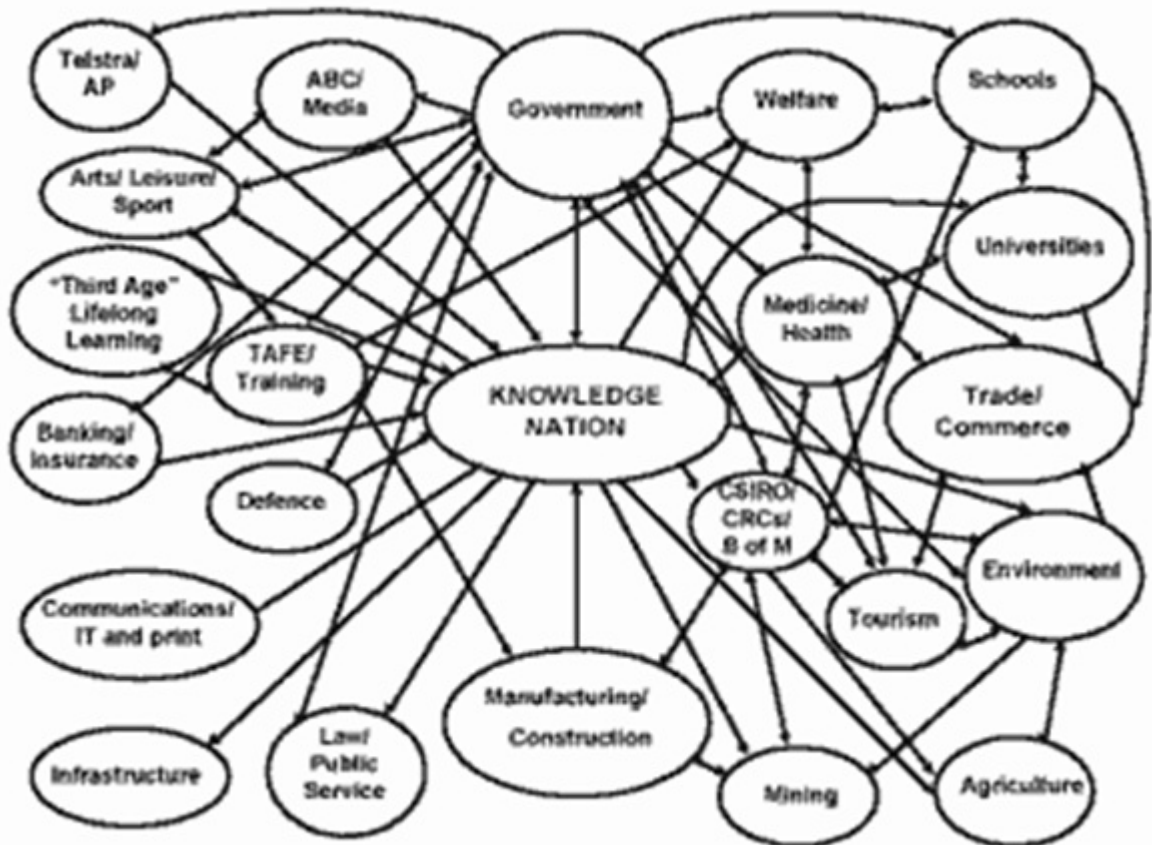 Telstra/
AP
ABC/
Media
Government
Welfare
Schools
Arts/ Leisure/
Sport
Universities
"Third Age"
Lifelong
Learning
TAFE/
Training
Medicine/
Health
KNOWLEDGE
NATION
Trade/
Commerce
Banking/
Insurance
Defence
CSIRO/
CRCs/
B of M
Environment
Communications/
IT and print
Tourism
Manufacturing/
Construction
Law/
Public
Service
Infrastructure
Mining
Agriculture